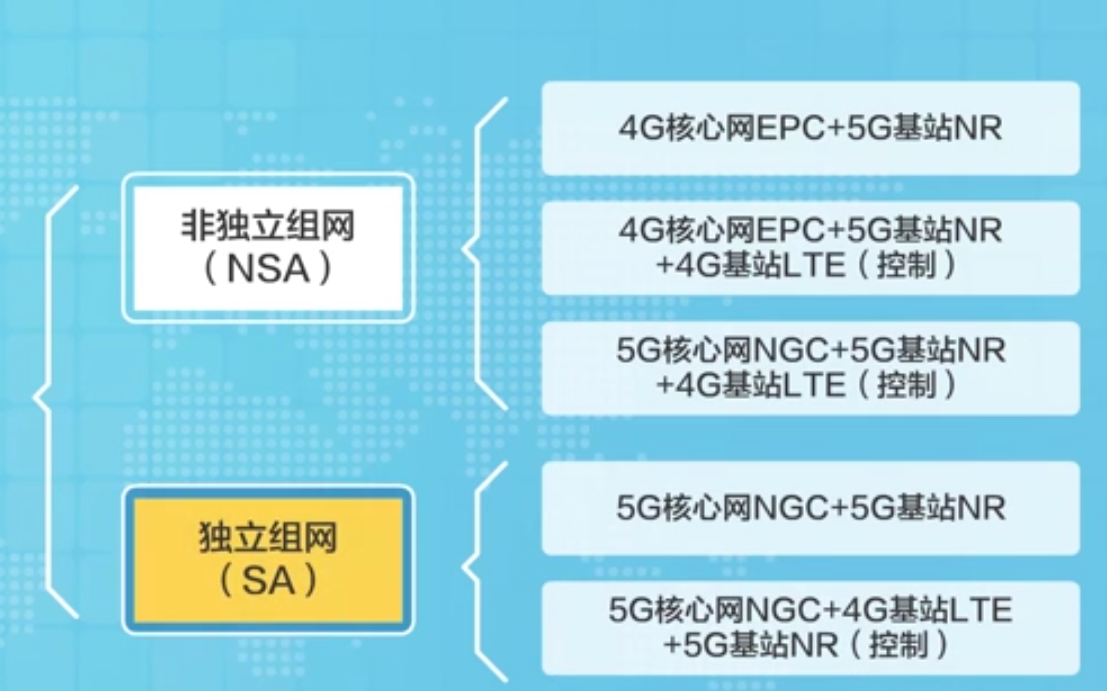 非独立组网
（NSA）
4G核心网EPC+5G基站NR
4G核心网EPC+5G基站NR
+4G基站LTE（控制）
5G核心网NGC+5G基站NR
+4G基站LTE（控制）
独立组网
（SA）
5G核心网NGC+5G基站NR
5G核心网NGC+4G基站LTE
+5G基站NR（控制）